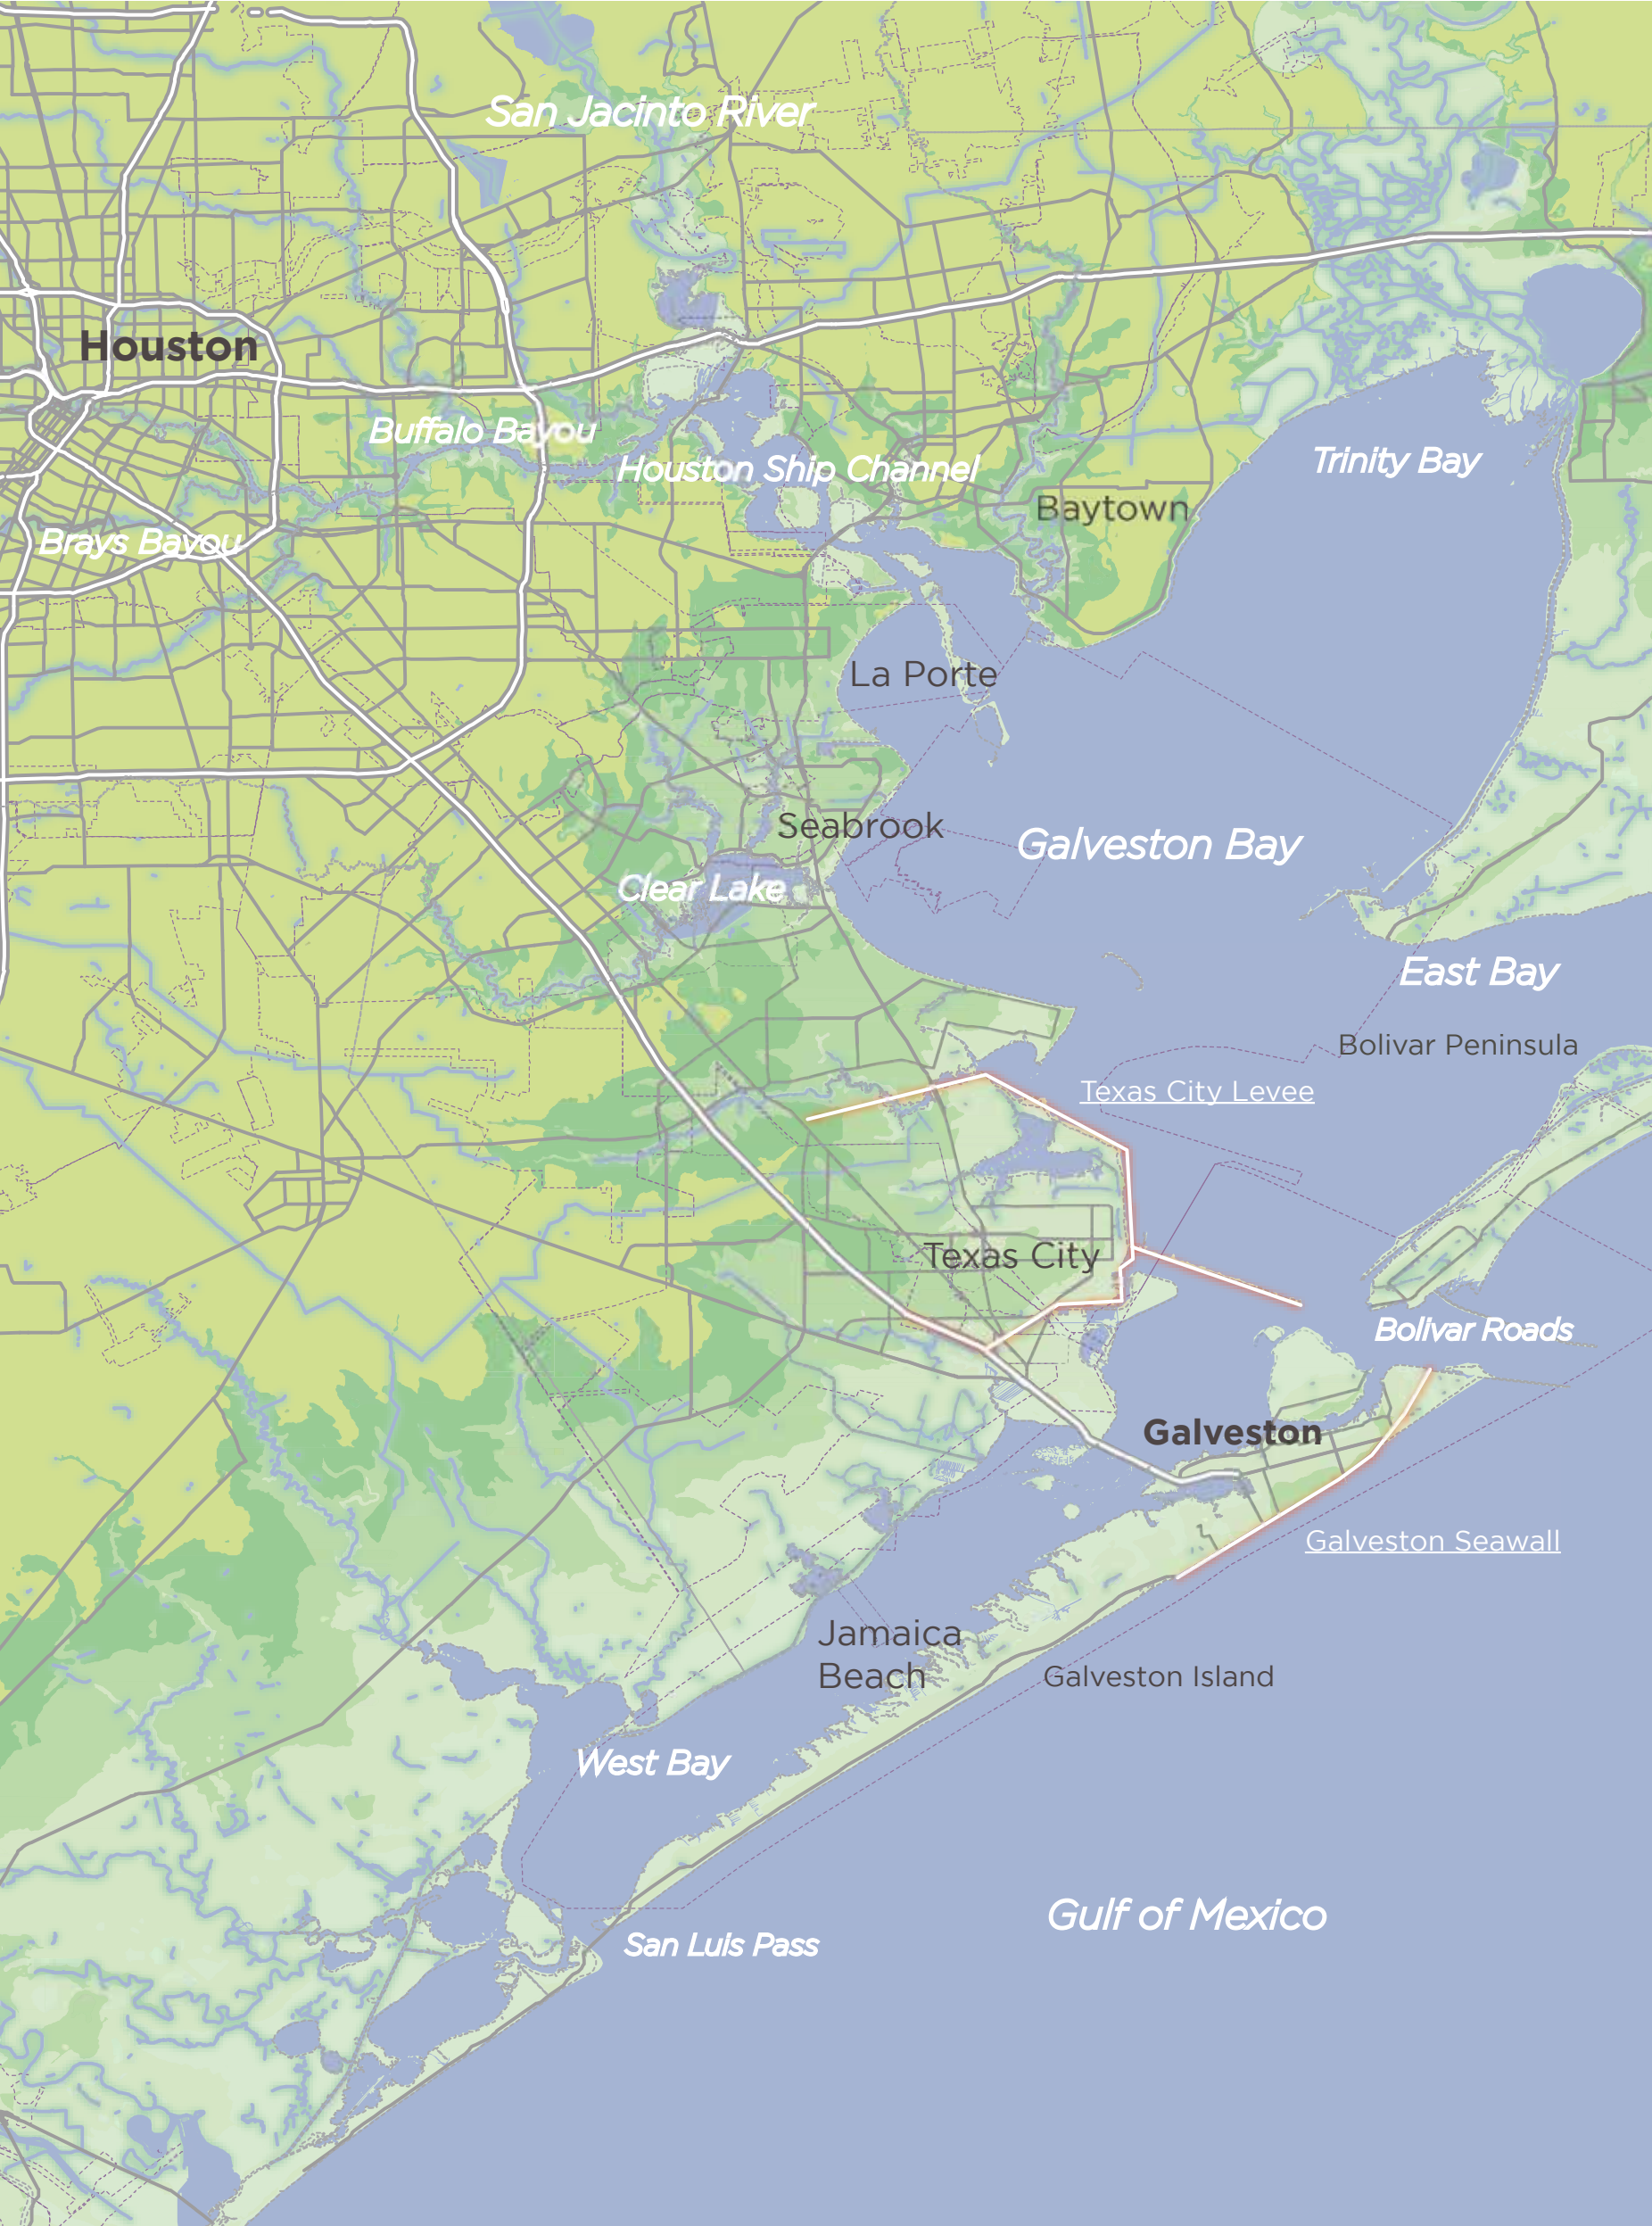 San Jacinto River
Houston
Buffalo Bayou
Trinity Bay
Houston Ship Channel
Baytown
Brays Bayou
La Porte
Seabrook
Galveston Bay
Clear Lake
East Bay
Bolivar Peninsula
Texas City Levee
Texas City
Bolivar Roads
Galveston
Galveston Seawall
Jamaica
Beach
Galveston Island
West Bay
Gulf of Mexico
San Luis Pass